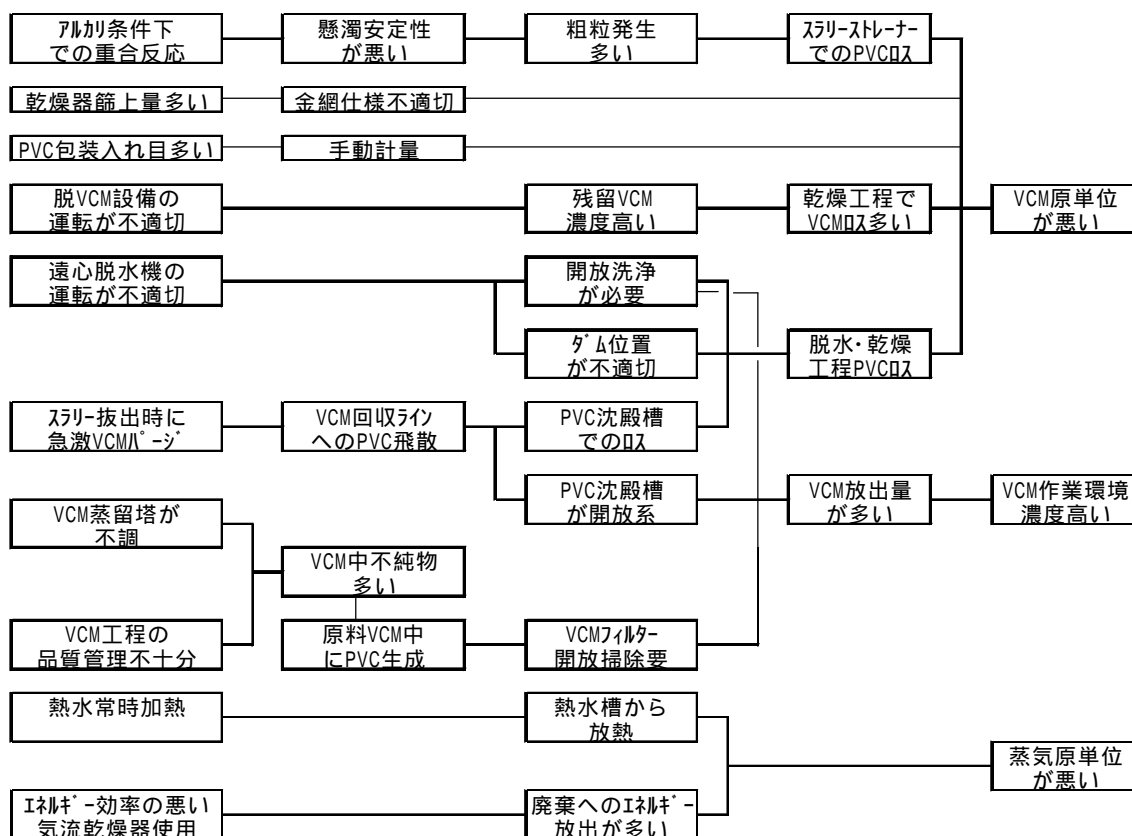 アルカリ条件下
での重合反応
懸濁安定性
が悪い
粗粒発生
多い
スラリーストレーナー
でのPVCロス
乾燥器篩上量多い
金網仕様不適切
PVC包装入れ目多い
手動計量
脱VCM設備の
運転が不適切
残留VCM
濃度高い
乾燥工程で
VCMロス多い
VCM原単位
が悪い
遠心脱水機の
運転が不適切
開放洗浄
が必要
ダム位置
が不適切
脱水・乾燥
工程PVCロス
スラリー抜出時に
急激VCMパージ
VCM回収ライン
へのPVC飛散
PVC沈殿槽
でのロス
PVC沈殿槽
が開放系
VCM放出量
が多い
VCM作業環境
濃度高い
VCM蒸留塔が
不調
VCM中不純物
多い
VCM工程の
品質管理不十分
原料VCM中
にPVC生成
VCMフィルター
開放掃除要
熱水常時加熱
熱水槽から
放熱
蒸気原単位
が悪い
エネルギー効率の悪い
気流乾燥器使用
廃棄へのエネルギー
放出が多い